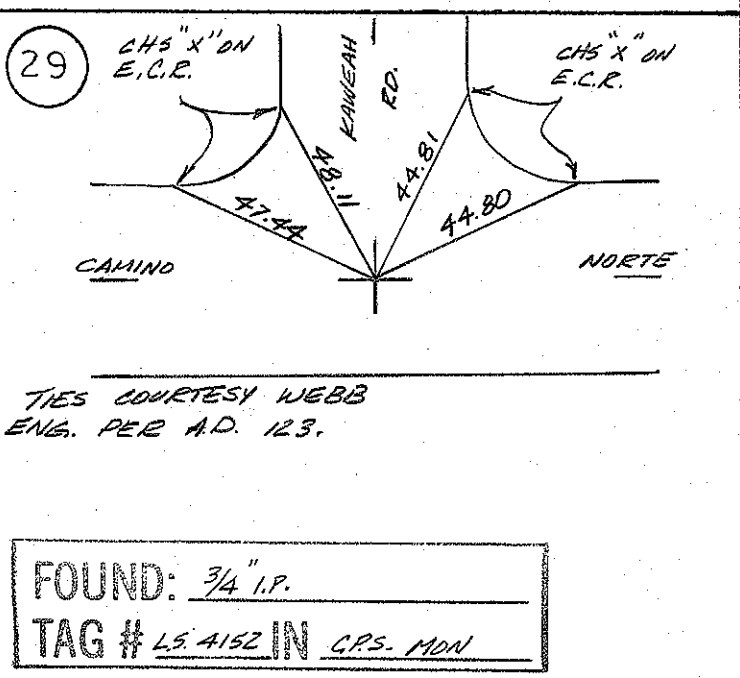 29
CHS "X" ON
E.C.R.
KAWEAH
RD.
CHS "X" ON
E.C.R.
47.44
48.11
44.81
44.80
CAMINO
NORTE
TIES COURTESY WEBB
ENG. PER A.D. 123.
FOUND: 3/4" I.P.
TAG # L.S. 4152 IN GPS. MON